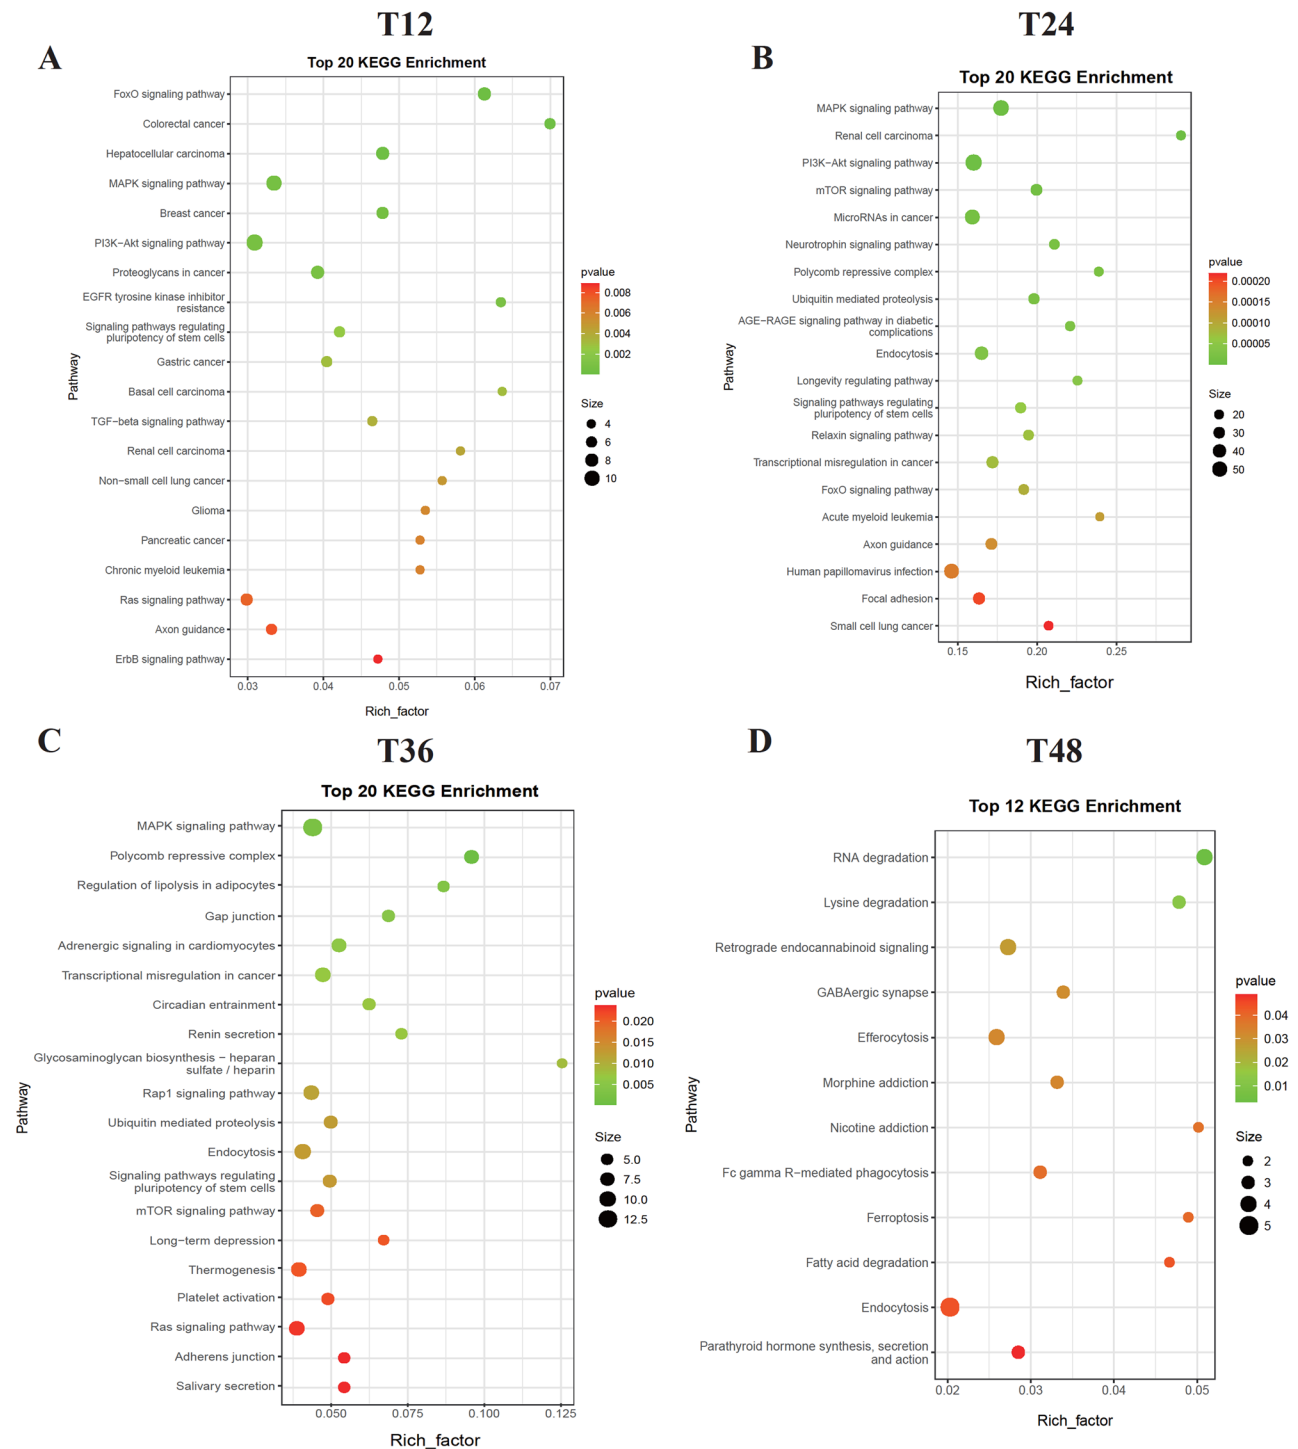 T12
A
Top 20 KEGG Enrichment
FoxO signaling pathway
Colorectal cancer
Hepatocellular carcinoma
MAPK signaling pathway
Breast cancer
PI3K−Akt signaling pathway
Proteoglycans in cancer
EGFR tyrosine kinase inhibitor
resistance
Signaling pathways regulating
pluripotency of stem cells
Gastric cancer
Basal cell carcinoma
TGF−beta signaling pathway
Renal cell carcinoma
Non−small cell lung cancer
Glioma
Pancreatic cancer
Chronic myeloid leukemia
Ras signaling pathway
Axon guidance
ErbB signaling pathway
Pathway
0.03 0.04 0.05 0.06 0.07
Rich_factor
pvalue
0.008
0.006
0.004
0.002
Size
4
6
8
10
T24
B
Top 20 KEGG Enrichment
MAPK signaling pathway
Renal cell carcinoma
PI3K−Akt signaling pathway
mTOR signaling pathway
MicroRNAs in cancer
Neurotrophin signaling pathway
Polycomb repressive complex
Ubiquitin mediated proteolysis
AGE−RAGE signaling pathway in diabetic
complications
Endocytosis
Longevity regulating pathway
Signaling pathways regulating
pluripotency of stem cells
Relaxin signaling pathway
Transcriptional misregulation in cancer
FoxO signaling pathway
Acute myeloid leukemia
Axon guidance
Human papillomavirus infection
Focal adhesion
Small cell lung cancer
Pathway
0.15 0.20 0.25
Rich_factor
pvalue
0.00020
0.00015
0.00010
0.00005
Size
20
30
40
50
C
T36
Top 20 KEGG Enrichment
MAPK signaling pathway
Polycomb repressive complex
Regulation of lipolysis in adipocytes
Gap junction
Adrenergic signaling in cardiomyocytes
Transcriptional misregulation in cancer
Circadian entrainment
Renin secretion
Glycosaminoglycan biosynthesis − heparan
sulfate / heparin
Rap1 signaling pathway
Ubiquitin mediated proteolysis
Endocytosis
Signaling pathways regulating
pluripotency of stem cells
mTOR signaling pathway
Long−term depression
Thermogenesis
Platelet activation
Ras signaling pathway
Adherens junction
Salivary secretion
Pathway
0.050 0.075 0.100 0.125
Rich_factor
pvalue
0.020
0.015
0.010
0.005
Size
5.0
7.5
10.0
12.5
D
T48
Top 12 KEGG Enrichment
RNA degradation
Lysine degradation
Retrograde endocannabinoid signaling
GABAergic synapse
Efferocytosis
Morphine addiction
Nicotine addiction
Fc gamma R−mediated phagocytosis
Ferroptosis
Fatty acid degradation
Endocytosis
Parathyroid hormone synthesis, secretion
and action
Pathway
0.02 0.03 0.04 0.05
Rich_factor
pvalue
0.04
0.03
0.02
0.01
Size
2
3
4
5